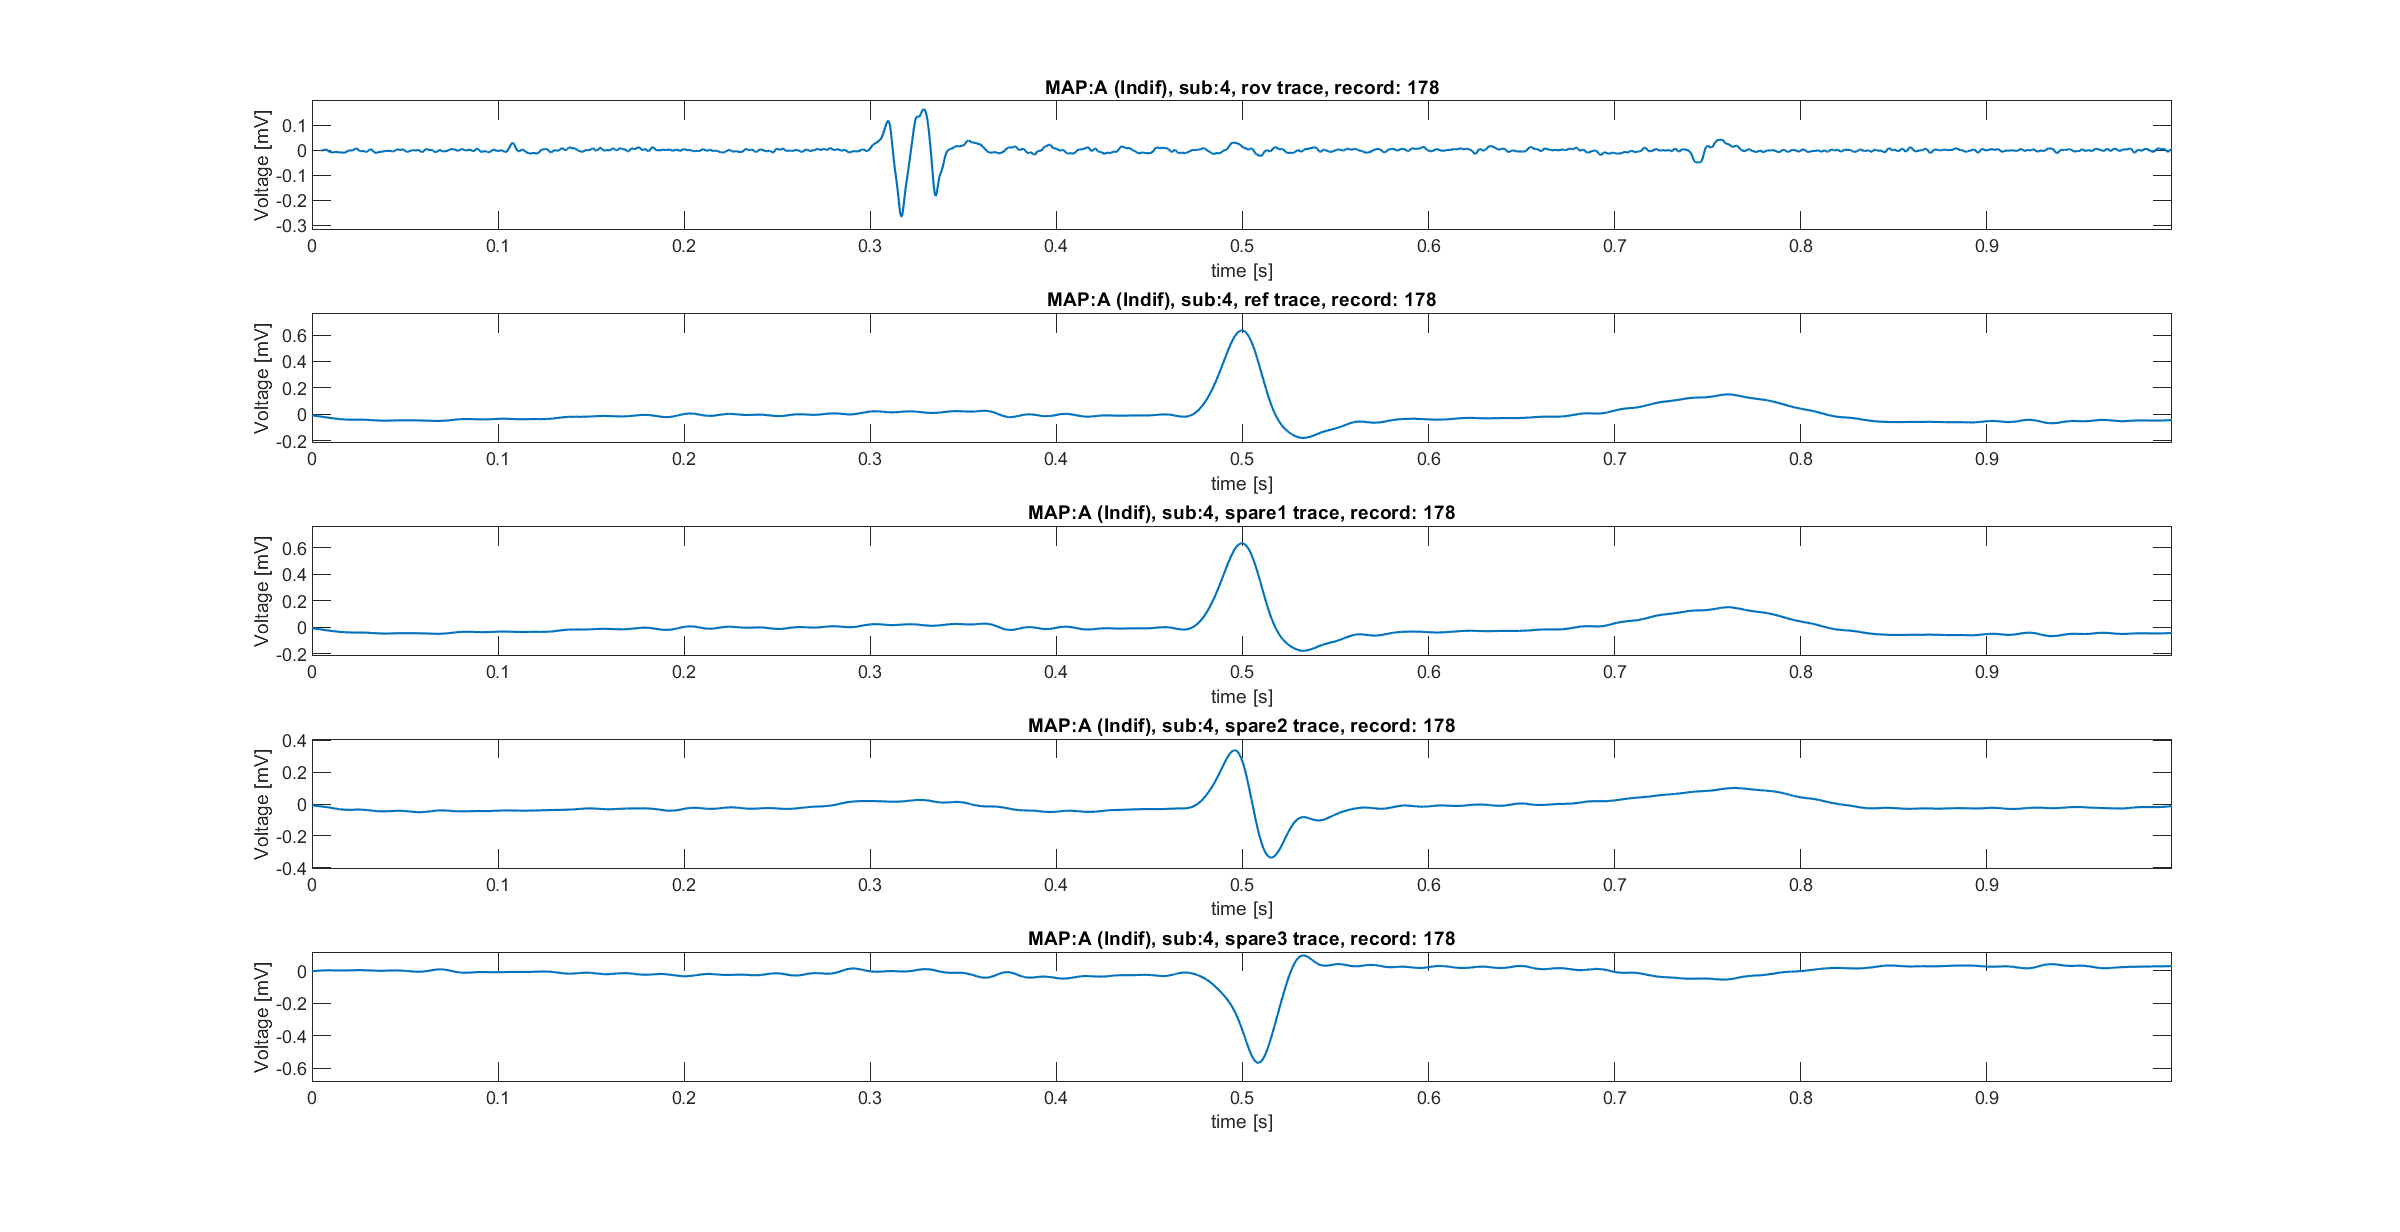 MAP:A (Indif), sub:4, rov trace, record: 178
Voltage [mV]
0.1
0
-0.1
-0.2
-0.3
0 0.1 0.2 0.3 0.4 0.5 0.6 0.7 0.8 0.9
time [s]
MAP:A (Indif), sub:4, ref trace, record: 178
Voltage [mV]
0.6
0.4
0.2
0
-0.2
0 0.1 0.2 0.3 0.4 0.5 0.6 0.7 0.8 0.9
time [s]
MAP:A (Indif), sub:4, spare1 trace, record: 178
Voltage [mV]
0.6
0.4
0.2
0
-0.2
0 0.1 0.2 0.3 0.4 0.5 0.6 0.7 0.8 0.9
time [s]
MAP:A (Indif), sub:4, spare2 trace, record: 178
Voltage [mV]
0.4
0.2
0
-0.2
-0.4
0 0.1 0.2 0.3 0.4 0.5 0.6 0.7 0.8 0.9
time [s]
MAP:A (Indif), sub:4, spare3 trace, record: 178
Voltage [mV]
0
-0.2
-0.4
-0.6
0 0.1 0.2 0.3 0.4 0.5 0.6 0.7 0.8 0.9
time [s]